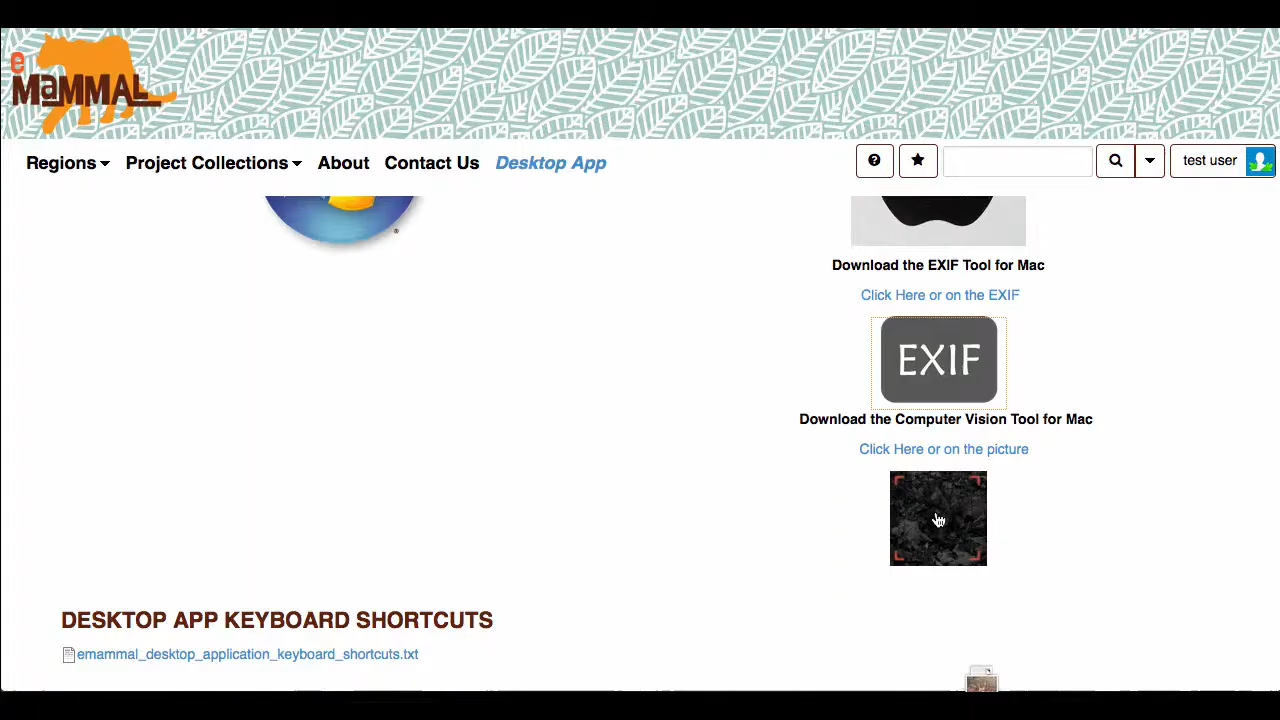 e
MaMMAL
Regions Project Collections About Contact Us Desktop App
test user
®
Download the EXIF Tool for Mac
Click Here or on the EXIF
EXIF
Download the Computer Vision Tool for Mac
Click Here or on the picture
DESKTOP APP KEYBOARD SHORTCUTS
emammal_desktop_application_keyboard_shortcuts.txt